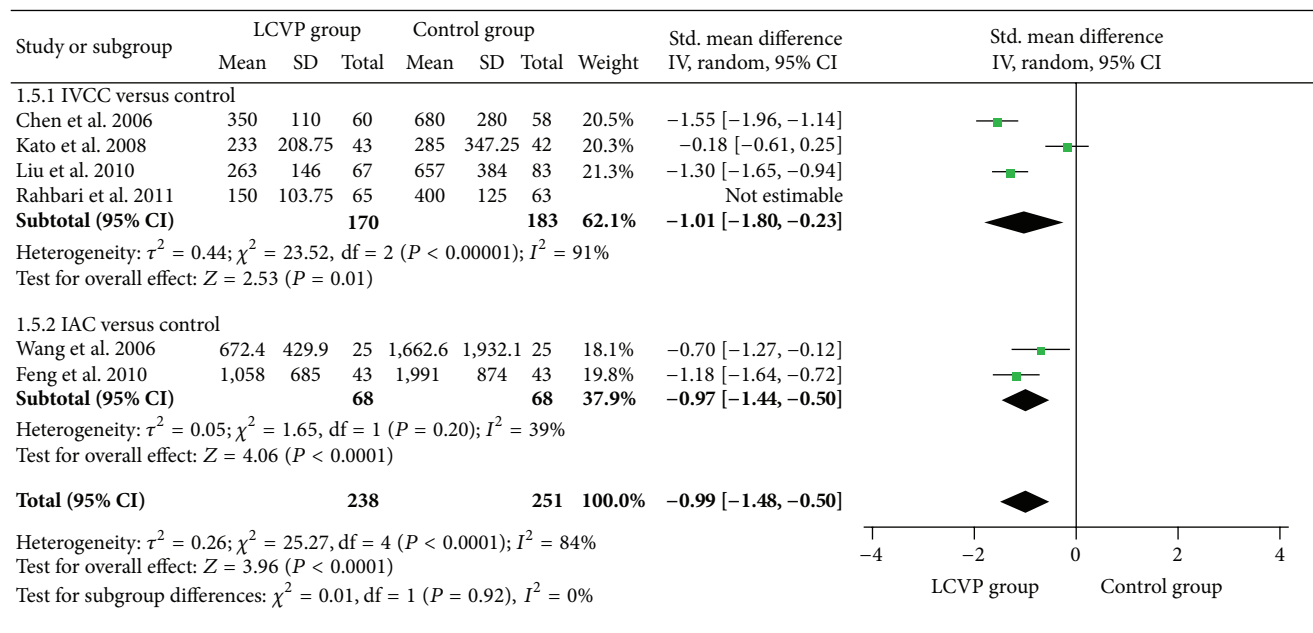 Study or subgroup LCVP group Control group Std. mean difference Std. mean difference
Mean SD Total Mean SD Total Weight IV, random, 95% CI IV, random, 95% CI
1.5.1 IVCC versus control
Chen et al. 2006 350 110 60 680 280 58 20.5% −1.55 [−1.96, −1.14]
Kato et al. 2008 233 208.75 43 285 347.25 42 20.3% −0.18 [−0.61, 0.25]
Liu et al. 2010 263 146 67 657 384 83 21.3% −1.30 [−1.65, −0.94]
Rahbari et al. 2011 150 103.75 65 400 125 63 Not estimable
Subtotal (95% CI) 170 183 62.1% −1.01 [−1.80, −0.23]
Heterogeneity: τ² = 0.44; χ² = 23.52, df = 2 (P < 0.00001); I² = 91%
Test for overall effect: Z = 2.53 (P = 0.01)
1.5.2 IAC versus control
Wang et al. 2006 672.4 429.9 25 1,662.6 1,932.1 25 18.1% −0.70 [−1.27, −0.12]
Feng et al. 2010 1,058 685 43 1,991 874 43 19.8% −1.18 [−1.64, −0.72]
Subtotal (95% CI) 68 68 37.9% −0.97 [−1.44, −0.50]
Heterogeneity: τ² = 0.05; χ² = 1.65, df = 1 (P = 0.20); I² = 39%
Test for overall effect: Z = 4.06 (P < 0.0001)
Total (95% CI) 238 251 100.0% −0.99 [−1.48, −0.50]
Heterogeneity: τ² = 0.26; χ² = 25.27, df = 4 (P < 0.0001); I² = 84%
Test for overall effect: Z = 3.96 (P < 0.0001)
Test for subgroup differences: χ² = 0.01, df = 1 (P = 0.92), I² = 0%
−4 −2 0 2 4
LCVP group Control group